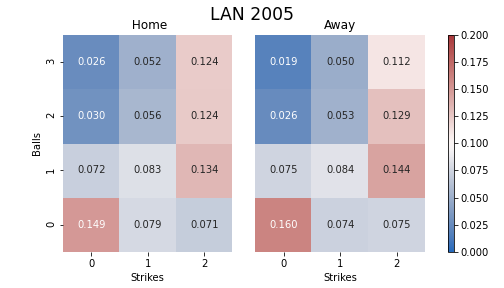 LAN 2005
Home Away
3 0.026 0.052 0.124 0.019 0.050 0.112
2 0.030 0.056 0.124 0.026 0.053 0.129
1 0.072 0.083 0.134 0.075 0.084 0.144
0 0.149 0.079 0.071 0.160 0.074 0.075
0 1 2 0 1 2
Strikes Strikes
Balls
0.200
0.175
0.150
0.125
0.100
0.075
0.050
0.025
0.000